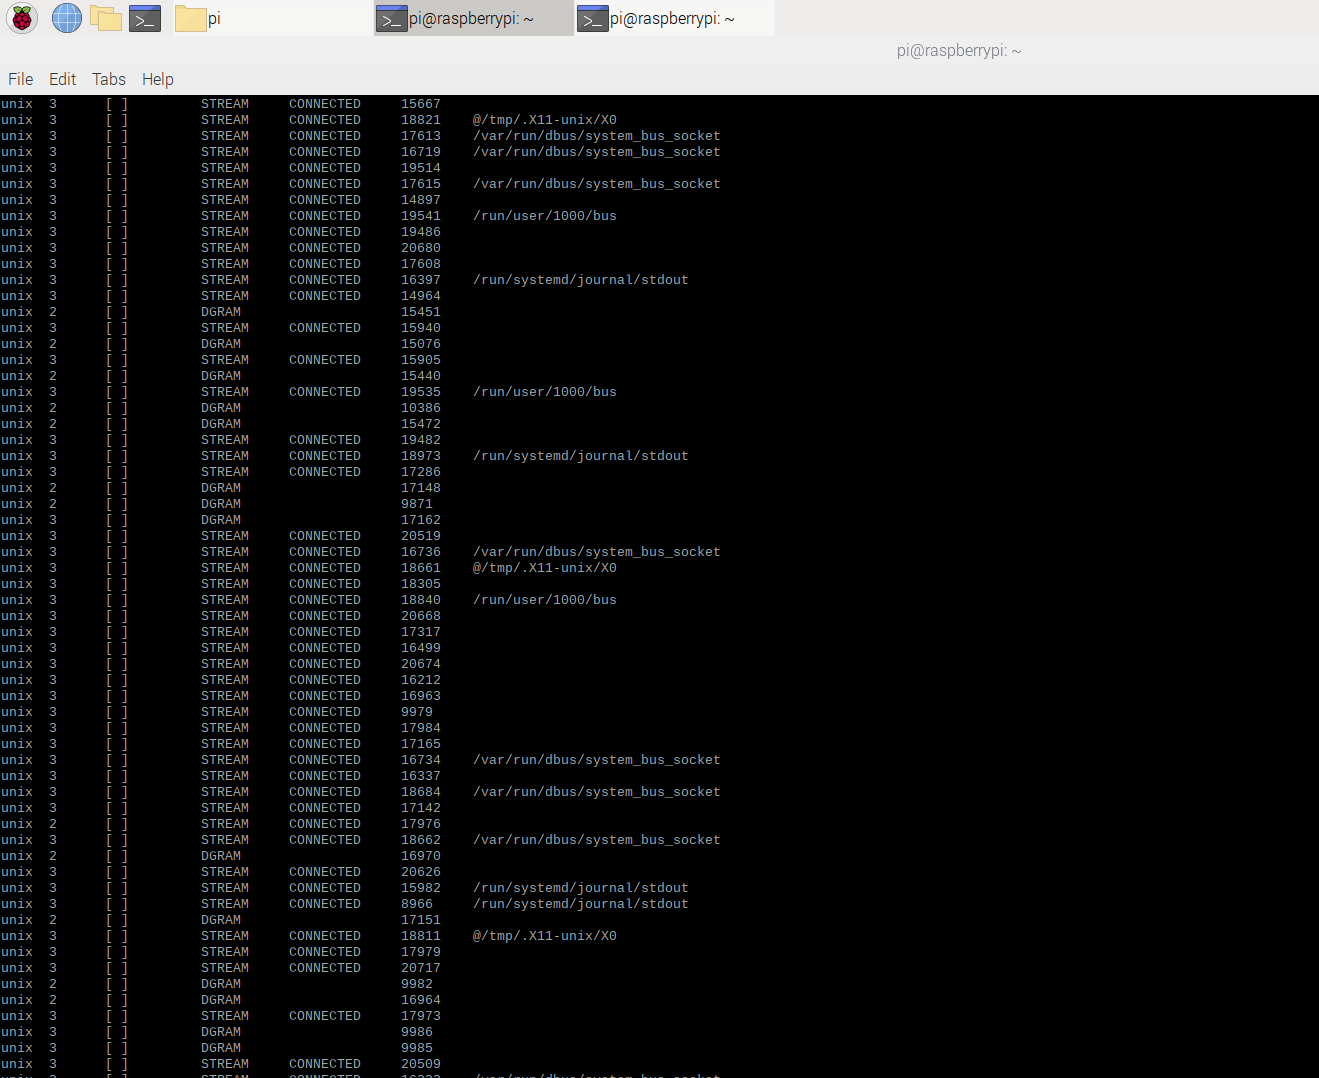 pi pi@raspberrypi: ~ pi@raspberrypi: ~
pi@raspberrypi: ~
File Edit Tabs Help
unix 3 [ ] STREAM CONNECTED 15667
unix 3 [ ] STREAM CONNECTED 18821 @/tmp/.X11-unix/X0
unix 3 [ ] STREAM CONNECTED 17613 /var/run/dbus/system_bus_socket
unix 3 [ ] STREAM CONNECTED 16719 /var/run/dbus/system_bus_socket
unix 3 [ ] STREAM CONNECTED 19514
unix 3 [ ] STREAM CONNECTED 17615 /var/run/dbus/system_bus_socket
unix 3 [ ] STREAM CONNECTED 14897
unix 3 [ ] STREAM CONNECTED 19541 /run/user/1000/bus
unix 3 [ ] STREAM CONNECTED 19486
unix 3 [ ] STREAM CONNECTED 20680
unix 3 [ ] STREAM CONNECTED 17608
unix 3 [ ] STREAM CONNECTED 16397 /run/systemd/journal/stdout
unix 3 [ ] STREAM CONNECTED 14964
unix 2 [ ] DGRAM 15451
unix 3 [ ] STREAM CONNECTED 15940
unix 2 [ ] DGRAM 15076
unix 3 [ ] STREAM CONNECTED 15905
unix 2 [ ] DGRAM 15440
unix 3 [ ] STREAM CONNECTED 19535 /run/user/1000/bus
unix 2 [ ] DGRAM 10386
unix 2 [ ] DGRAM 15472
unix 3 [ ] STREAM CONNECTED 19482
unix 3 [ ] STREAM CONNECTED 18973 /run/systemd/journal/stdout
unix 3 [ ] STREAM CONNECTED 17286
unix 2 [ ] DGRAM 17148
unix 2 [ ] DGRAM 9871
unix 3 [ ] DGRAM 17162
unix 3 [ ] STREAM CONNECTED 20519
unix 3 [ ] STREAM CONNECTED 16736 /var/run/dbus/system_bus_socket
unix 3 [ ] STREAM CONNECTED 18661 @/tmp/.X11-unix/X0
unix 3 [ ] STREAM CONNECTED 18305
unix 3 [ ] STREAM CONNECTED 18840 /run/user/1000/bus
unix 3 [ ] STREAM CONNECTED 20668
unix 3 [ ] STREAM CONNECTED 17317
unix 3 [ ] STREAM CONNECTED 16499
unix 3 [ ] STREAM CONNECTED 20674
unix 3 [ ] STREAM CONNECTED 16212
unix 3 [ ] STREAM CONNECTED 16963
unix 3 [ ] STREAM CONNECTED 9979
unix 3 [ ] STREAM CONNECTED 17984
unix 3 [ ] STREAM CONNECTED 17165
unix 3 [ ] STREAM CONNECTED 16734 /var/run/dbus/system_bus_socket
unix 3 [ ] STREAM CONNECTED 16337
unix 3 [ ] STREAM CONNECTED 18684 /var/run/dbus/system_bus_socket
unix 3 [ ] STREAM CONNECTED 17142
unix 2 [ ] STREAM CONNECTED 17976
unix 3 [ ] STREAM CONNECTED 18662 /var/run/dbus/system_bus_socket
unix 2 [ ] DGRAM 16970
unix 3 [ ] STREAM CONNECTED 20626
unix 3 [ ] STREAM CONNECTED 15982 /run/systemd/journal/stdout
unix 3 [ ] STREAM CONNECTED 8966 /run/systemd/journal/stdout
unix 2 [ ] DGRAM 17151
unix 3 [ ] STREAM CONNECTED 18811 @/tmp/.X11-unix/X0
unix 3 [ ] STREAM CONNECTED 17979
unix 3 [ ] STREAM CONNECTED 20717
unix 2 [ ] DGRAM 9982
unix 2 [ ] DGRAM 16964
unix 3 [ ] STREAM CONNECTED 17973
unix 3 [ ] DGRAM 9986
unix 3 [ ] DGRAM 9985
unix 3 [ ] STREAM CONNECTED 20509